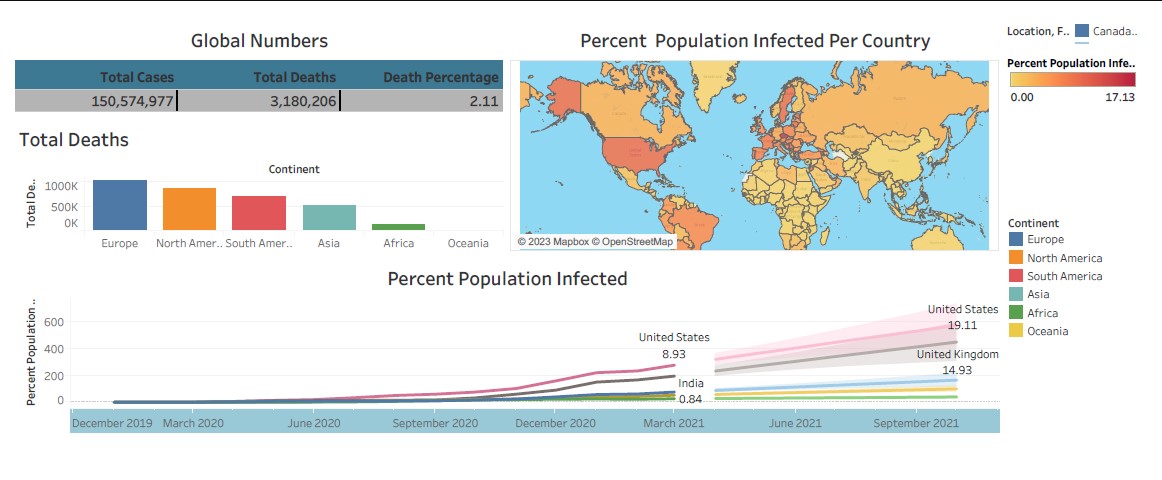 Global Numbers
Total Cases Total Deaths Death Percentage
150,574,977 3,180,206 2.11
Total Deaths
Continent
Total De..
1000K
500K
0K
Europe North Amer.. South Amer.. Asia Africa Oceania
Percent Population Infected Per Country
© 2023 Mapbox © OpenStreetMap
Location, F.. Canada..
Percent Population Infe..
0.00 17.13
Continent
Europe
North America
South America
Asia
Africa
Oceania
Percent Population Infected
Percent Population ..
600
400
200
0
United States
8.93
India
0.84
United States
19.11
United Kingdom
14.93
December 2019 March 2020 June 2020 September 2020 December 2020 March 2021 June 2021 September 2021